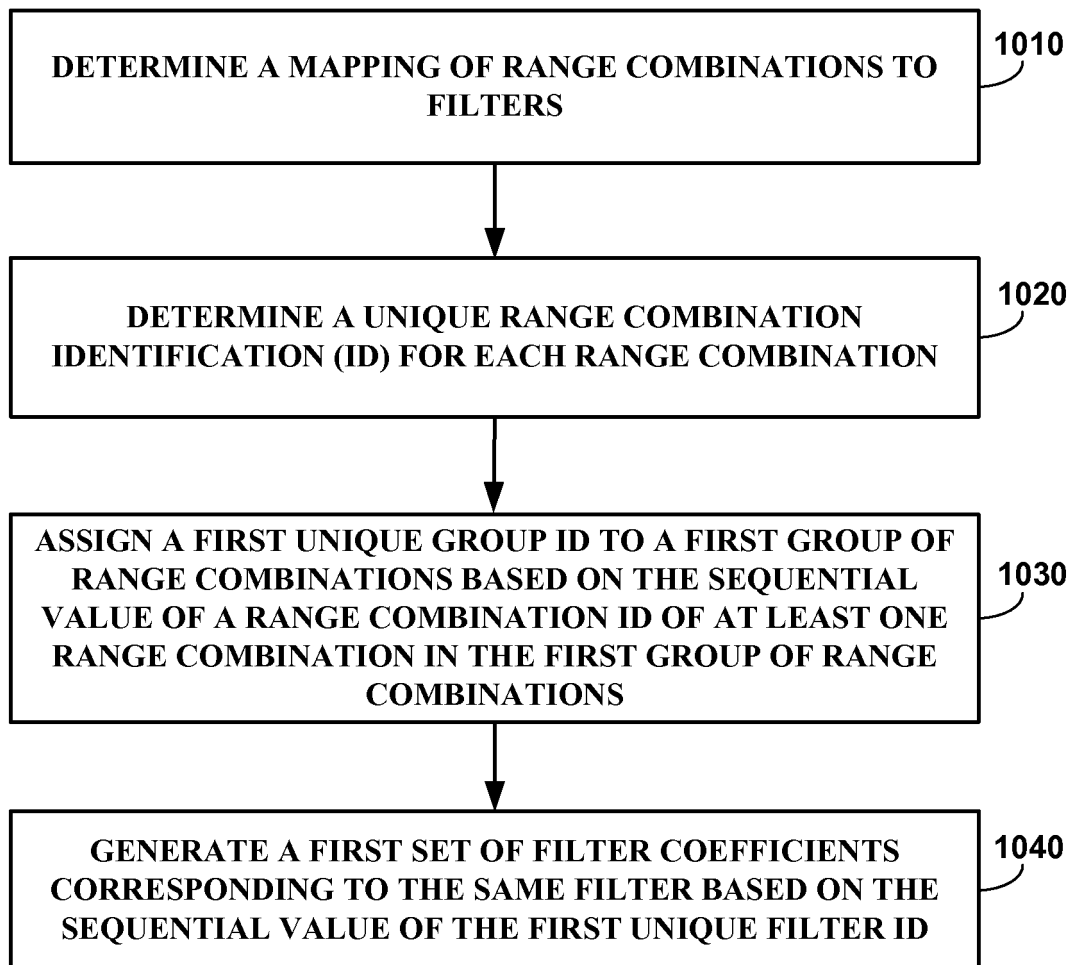 DETERMINE A MAPPING OF RANGE COMBINATIONS TO
FILTERS
1010
DETERMINE A UNIQUE RANGE COMBINATION
IDENTIFICATION (ID) FOR EACH RANGE COMBINATION
1020
ASSIGN A FIRST UNIQUE GROUP ID TO A FIRST GROUP OF
RANGE COMBINATIONS BASED ON THE SEQUENTIAL
VALUE OF A RANGE COMBINATION ID OF AT LEAST ONE
RANGE COMBINATION IN THE FIRST GROUP OF RANGE
COMBINATIONS
1030
GENERATE A FIRST SET OF FILTER COEFFICIENTS
CORRESPONDING TO THE SAME FILTER BASED ON THE
SEQUENTIAL VALUE OF THE FIRST UNIQUE FILTER ID
1040